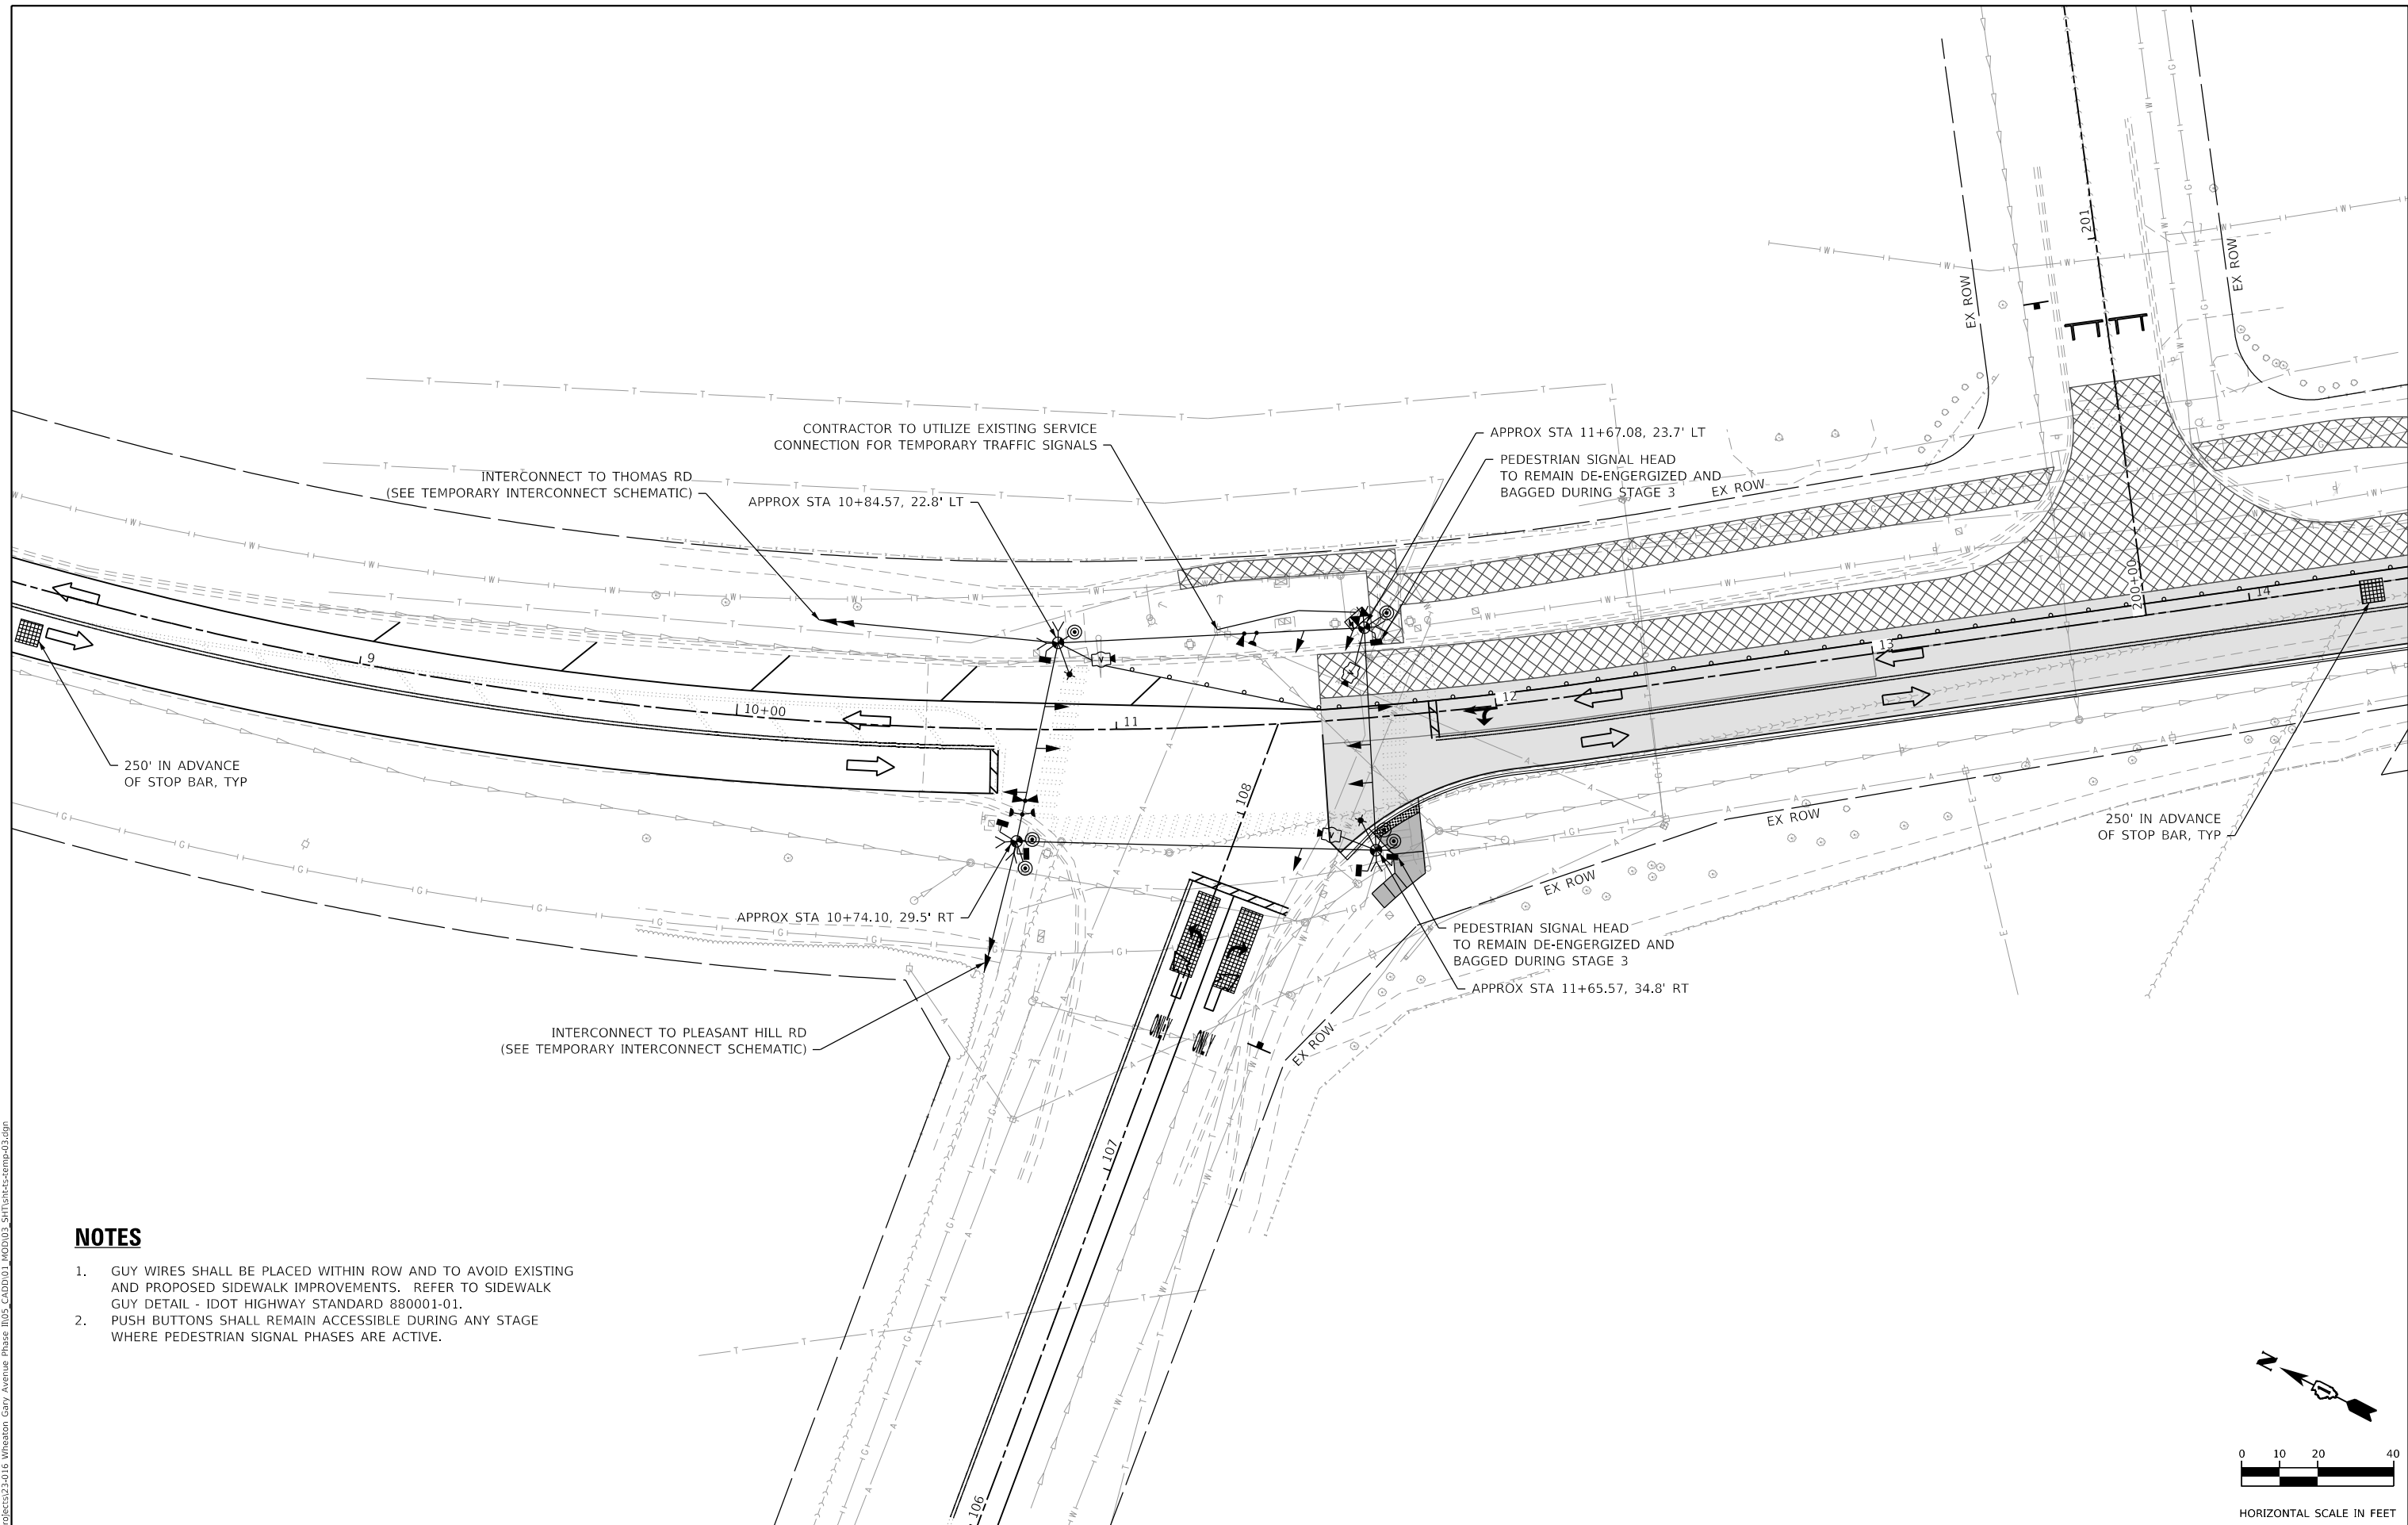 201
EX ROW
EX ROW
CONTRACTOR TO UTILIZE EXISTING SERVICE
CONNECTION FOR TEMPORARY TRAFFIC SIGNALS
APPROX STA 11+67.08, 23.7' LT
PEDESTRIAN SIGNAL HEAD
TO REMAIN DE-ENGERGIZED AND
BAGGED DURING STAGE 3
EX ROW
INTERCONNECT TO THOMAS RD
(SEE TEMPORARY INTERCONNECT SCHEMATIC)
APPROX STA 10+84.57, 22.8' LT
200+00
14
13
12
9
10+00
11
108
250' IN ADVANCE
OF STOP BAR, TYP
250' IN ADVANCE
OF STOP BAR, TYP
EX ROW
EX ROW
APPROX STA 10+74.10, 29.5' RT
PEDESTRIAN SIGNAL HEAD
TO REMAIN DE-ENGERGIZED AND
BAGGED DURING STAGE 3
APPROX STA 11+65.57, 34.8' RT
INTERCONNECT TO PLEASANT HILL RD
(SEE TEMPORARY INTERCONNECT SCHEMATIC)
EX ROW
107
106
NOTES
1. GUY WIRES SHALL BE PLACED WITHIN ROW AND TO AVOID EXISTING
AND PROPOSED SIDEWALK IMPROVEMENTS. REFER TO SIDEWALK
GUY DETAIL - IDOT HIGHWAY STANDARD 880001-01.
2. PUSH BUTTONS SHALL REMAIN ACCESSIBLE DURING ANY STAGE
WHERE PEDESTRIAN SIGNAL PHASES ARE ACTIVE.
N
0 10 20 40
HORIZONTAL SCALE IN FEET